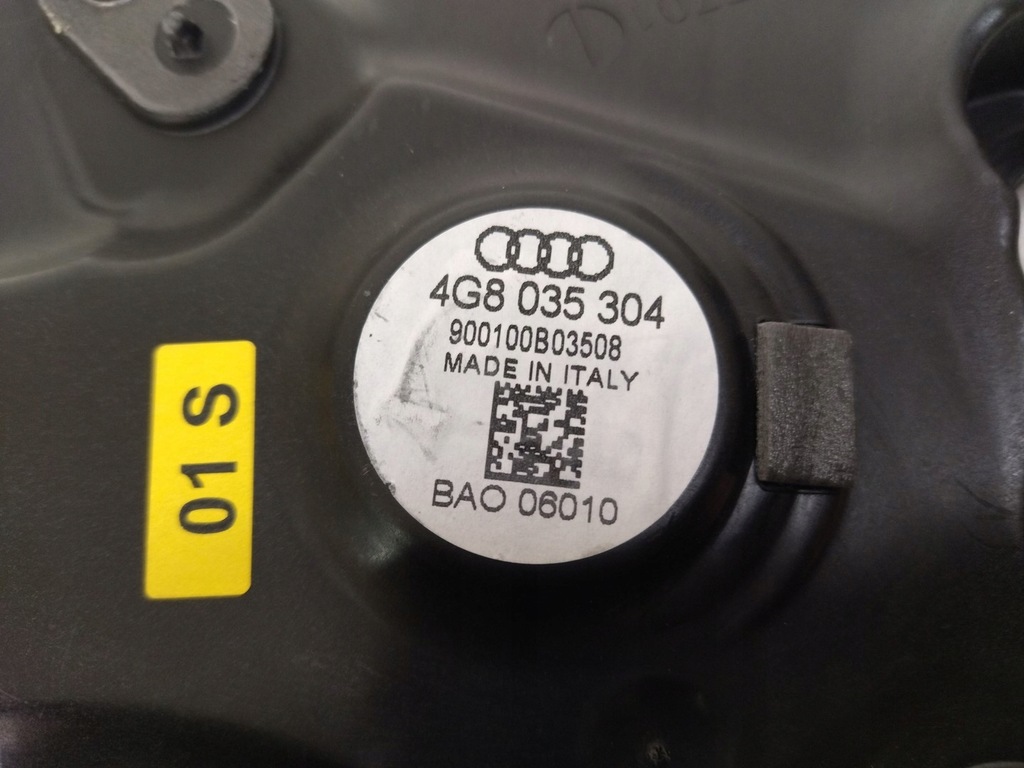 4G8 035 304
900100B03508
MADE IN ITALY
BAO 06010
01 S